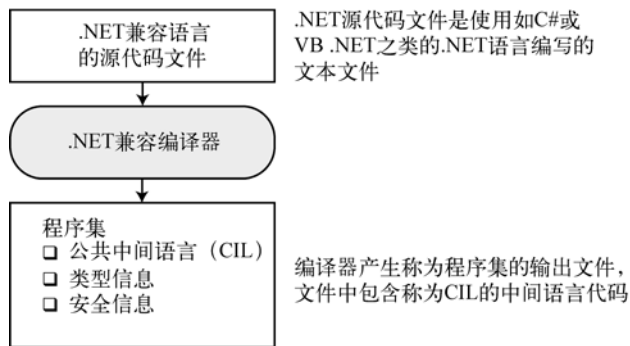 .NET兼容语言
的源代码文件
.NET源代码文件是使用如C#或
VB .NET之类的.NET语言编写的
文本文件
.NET兼容编译器
程序集
❑ 公共中间语言（CIL）
❑ 类型信息
❑ 安全信息
编译器产生称为程序集的输出文件，
文件中包含称为CIL的中间语言代码